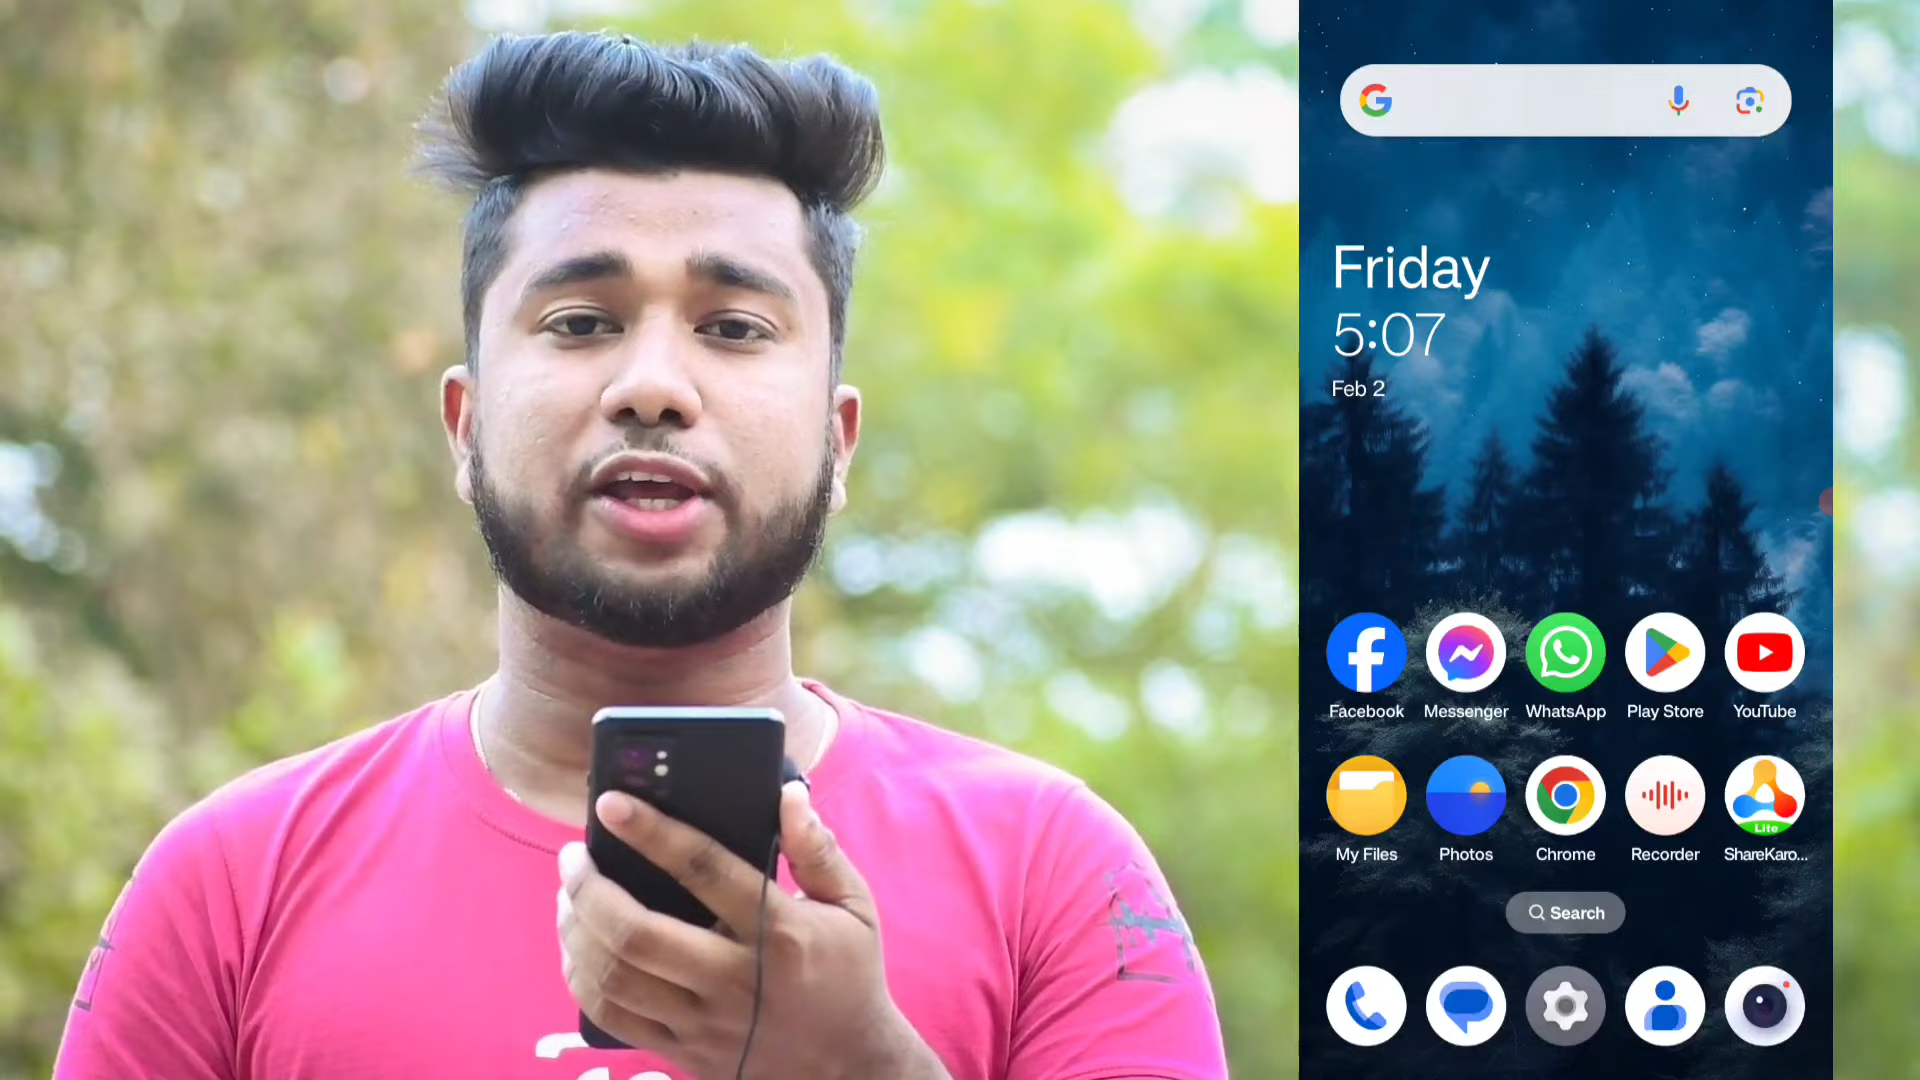 Friday
5:07
Feb 2
Facebook
Messenger
WhatsApp
Play Store
YouTube
Lite
My Files
Photos
Chrome
Recorder
ShareKaro...
Search